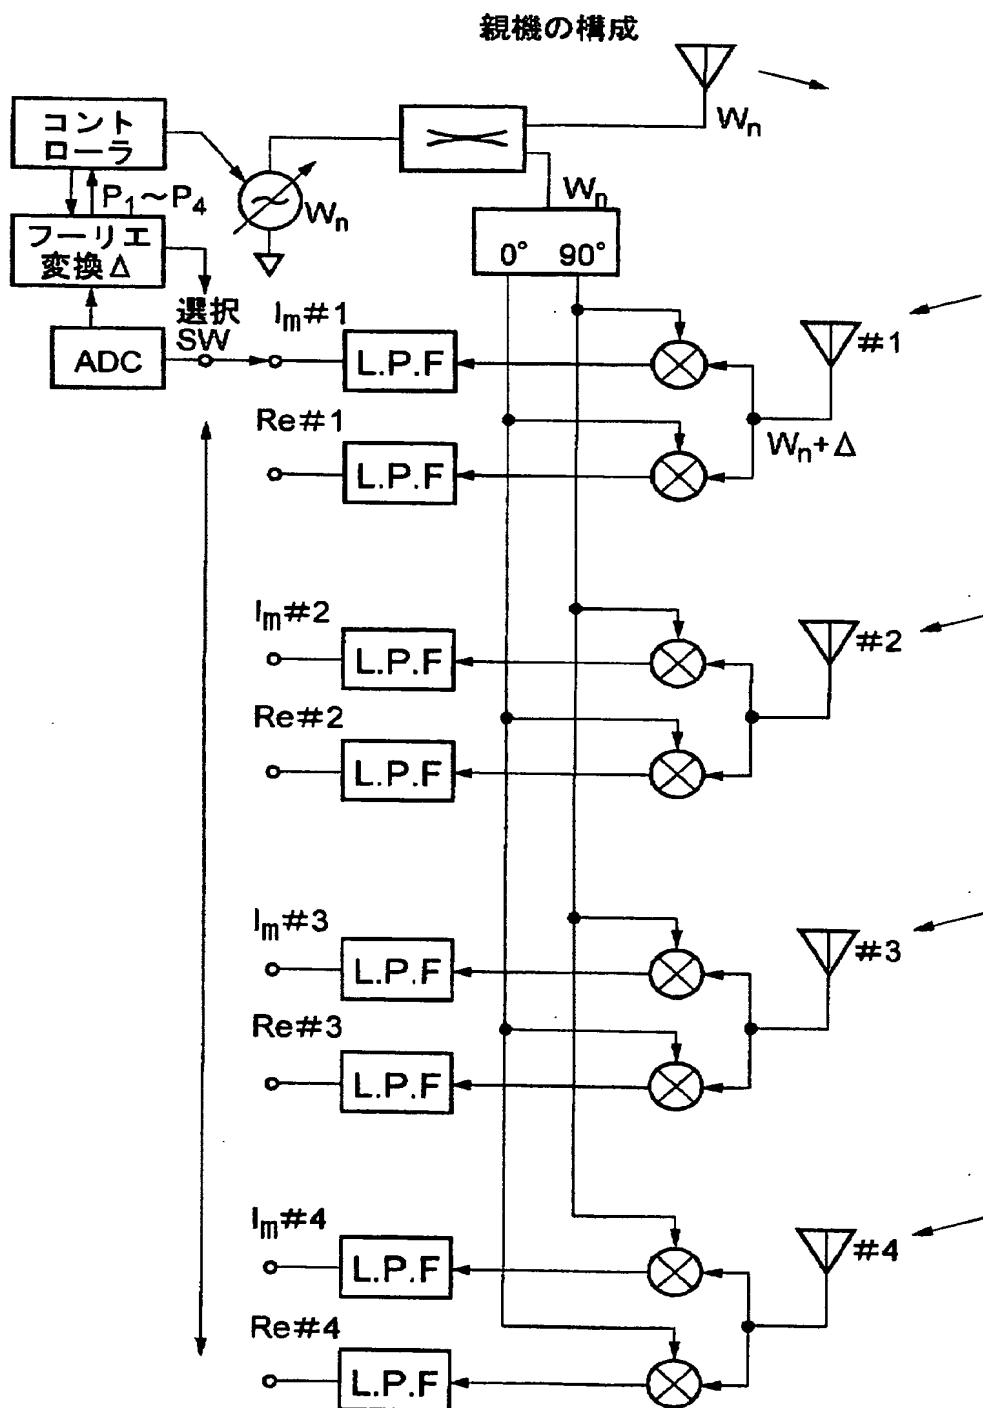 親機の構成
コント
ローラ
P₁～P₄
Wₙ
Wₙ
Wₙ
フーリエ
変換Δ
0° 90°
選択
SW
ADC
Iₘ#1
L.P.F
#1
Wₙ+Δ
Re#1
L.P.F
Iₘ#2
L.P.F
#2
Re#2
L.P.F
Iₘ#3
L.P.F
#3
Re#3
L.P.F
Iₘ#4
L.P.F
#4
Re#4
L.P.F